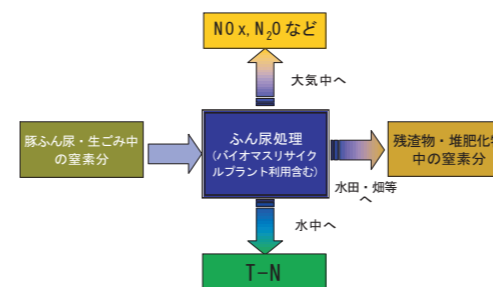 NOx, N₂Oなど
大気中へ
豚ふん尿・生ごみ中
の窒素分
ふん尿処理
(バイオマスリサイク
ルプラント利用含む)
残渣物・堆肥化物
中の窒素分
水田・畑等
へ
水中へ
T-N